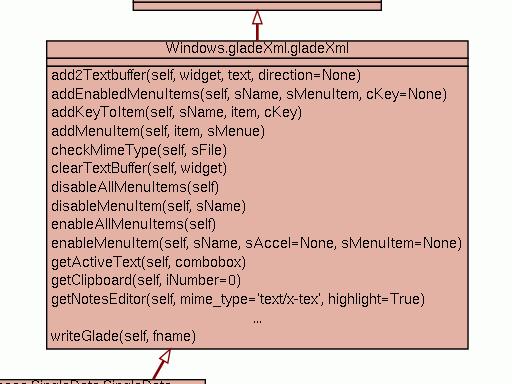 Windows.gladeXml.gladeXml
add2Textbuffer(self, widget, text, direction=None)
addEnabledMenuItems(self, sName, sMenuItem, cKey=None)
addKeyToItem(self, sName, item, cKey)
addMenuItem(self, item, sMenue)
checkMimeType(self, sFile)
clearTextBuffer(self, widget)
disableAllMenuItems(self)
disableMenuItem(self, sName)
enableAllMenuItems(self)
enableMenuItem(self, sName, sAccel=None, sMenuItem=None)
getActiveText(self, combobox)
getClipboard(self, iNumber=0)
getNotesEditor(self, mime_type='text/x-tex', highlight=True)
...
writeGlade(self, fname)